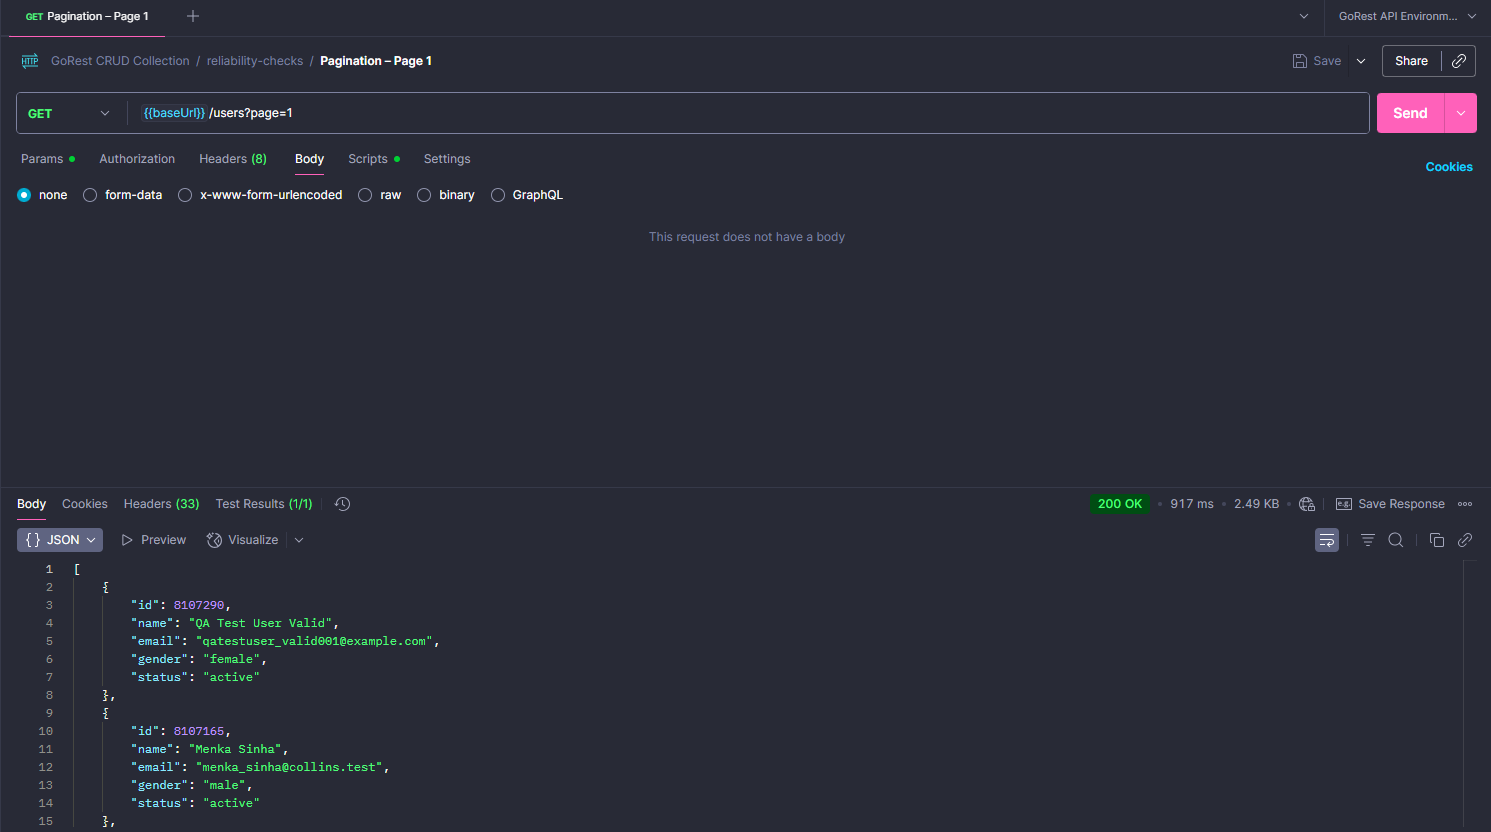 GET Pagination – Page 1
GoRest API Environm...
HTTP GoRest CRUD Collection / reliability-checks / Pagination – Page 1
Save
Share
GET
{{baseUrl}} /users?page=1
Send
Params
Authorization
Headers (8)
Body
Scripts
Settings
Cookies
none
form-data
x-www-form-urlencoded
raw
binary
GraphQL
This request does not have a body
Body
Cookies
Headers (33)
Test Results (1/1)
200 OK
917 ms
2.49 KB
e.g. Save Response
{} JSON
Preview
Visualize
1 [
2 {
3 "id": 8107290,
4 "name": "QA Test User Valid",
5 "email": "qatestuser_valid001@example.com",
6 "gender": "female",
7 "status": "active"
8 },
9 {
10 "id": 8107165,
11 "name": "Menka Sinha",
12 "email": "menka_sinha@collins.test",
13 "gender": "male",
14 "status": "active"
15 },